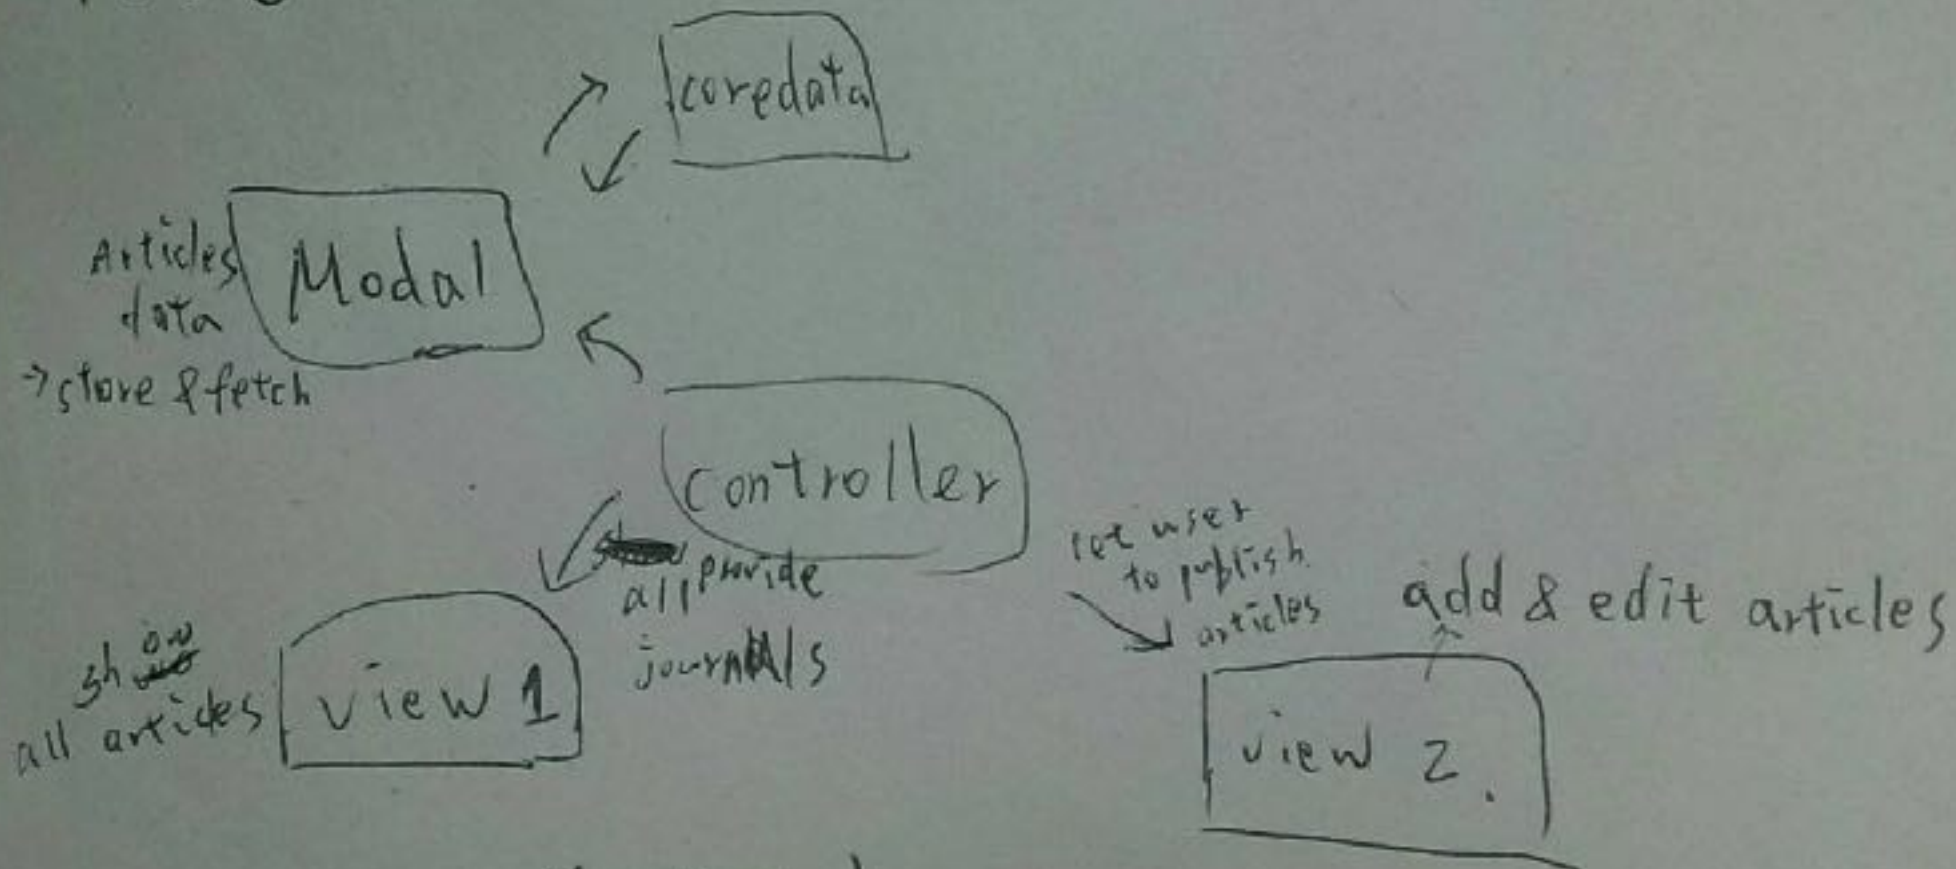 coredata
Articles
data
→ store & fetch
Modal
Controller
all provide
journals
let user
to publish
articles
add & edit articles
show
all articles
view 1
view 2.